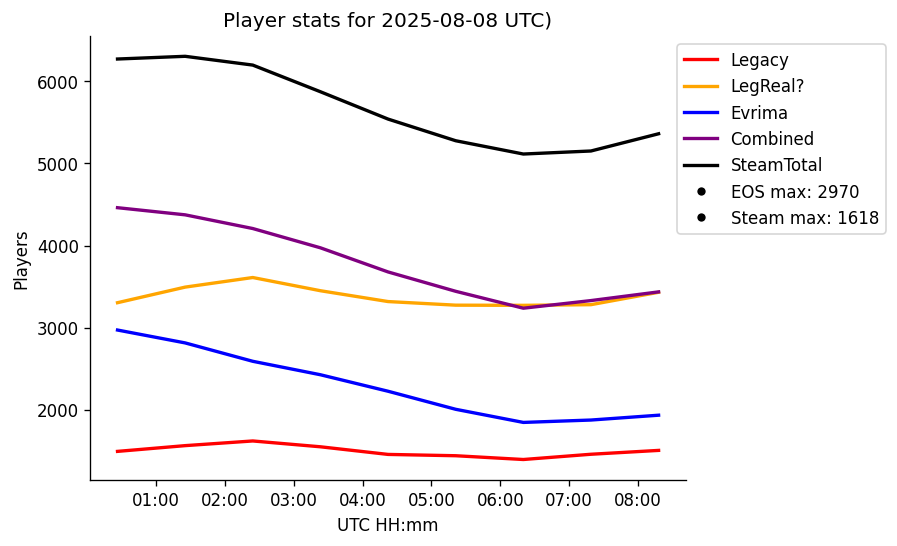 Player stats for 2025-08-08 UTC)
Legacy
LegReal?
Evrima
Combined
SteamTotal
EOS max: 2970
Steam max: 1618
Players
6000
5000
4000
3000
2000
01:00 02:00 03:00 04:00 05:00 06:00 07:00 08:00
UTC HH:mm